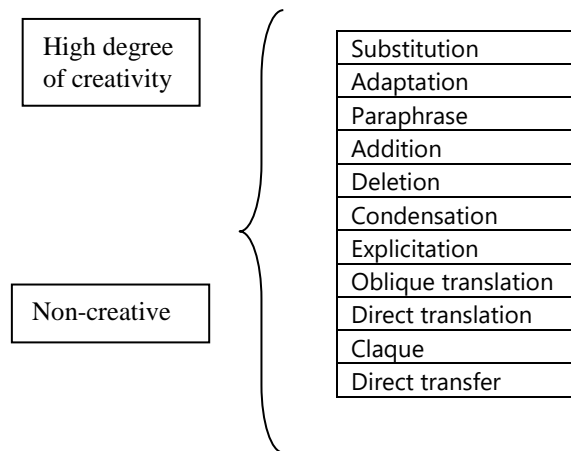 High degree
of creativity
Non-creative
Substitution
Adaptation
Paraphrase
Addition
Deletion
Condensation
Explicitation
Oblique translation
Direct translation
Claque
Direct transfer